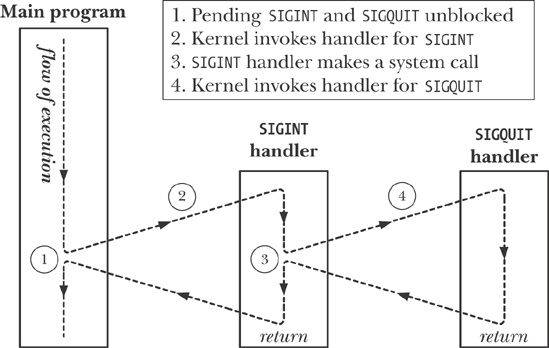 Main program
1. Pending SIGINT and SIGQUIT unblocked
2. Kernel invokes handler for SIGINT
3. SIGINT handler makes a system call
4. Kernel invokes handler for SIGQUIT
flow of execution
SIGINT
handler
SIGQUIT
handler
2
4
1
3
return
return